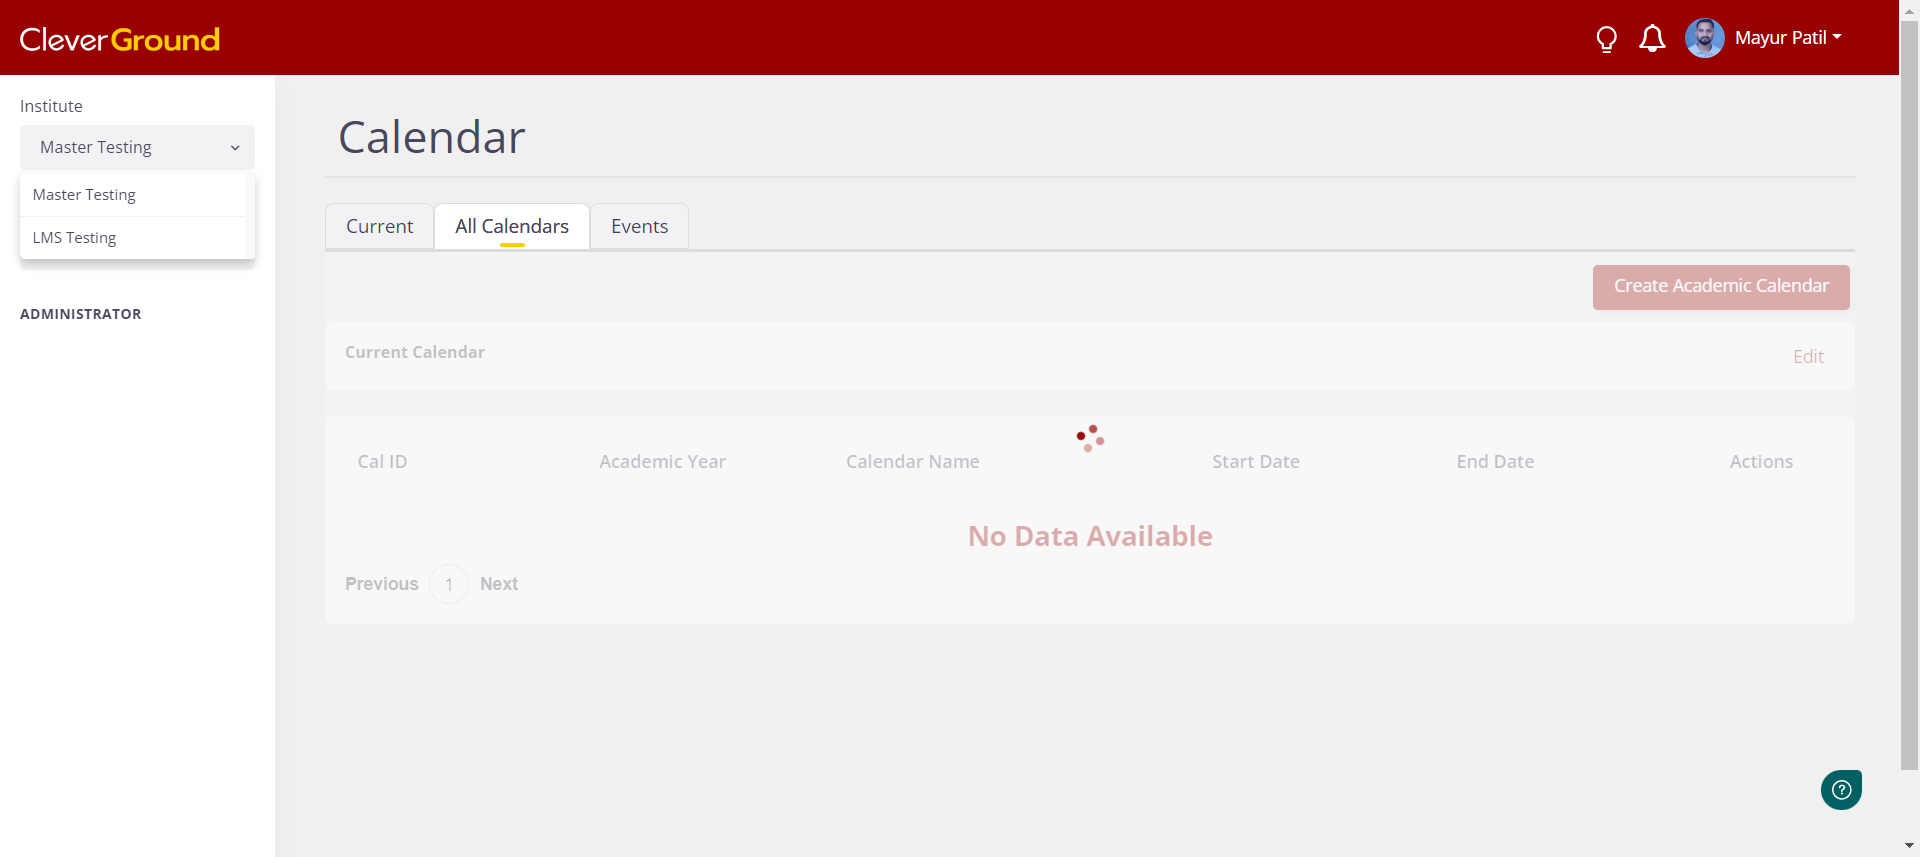 CleverGround
Mayur Patil
Institute
Master Testing
Master Testing
LMS Testing
ADMINISTRATOR
Calendar
Current
All Calendars
Events
Create Academic Calendar
Current Calendar
Edit
Cal ID
Academic Year
Calendar Name
Start Date
End Date
Actions
No Data Available
Previous 1 Next
?